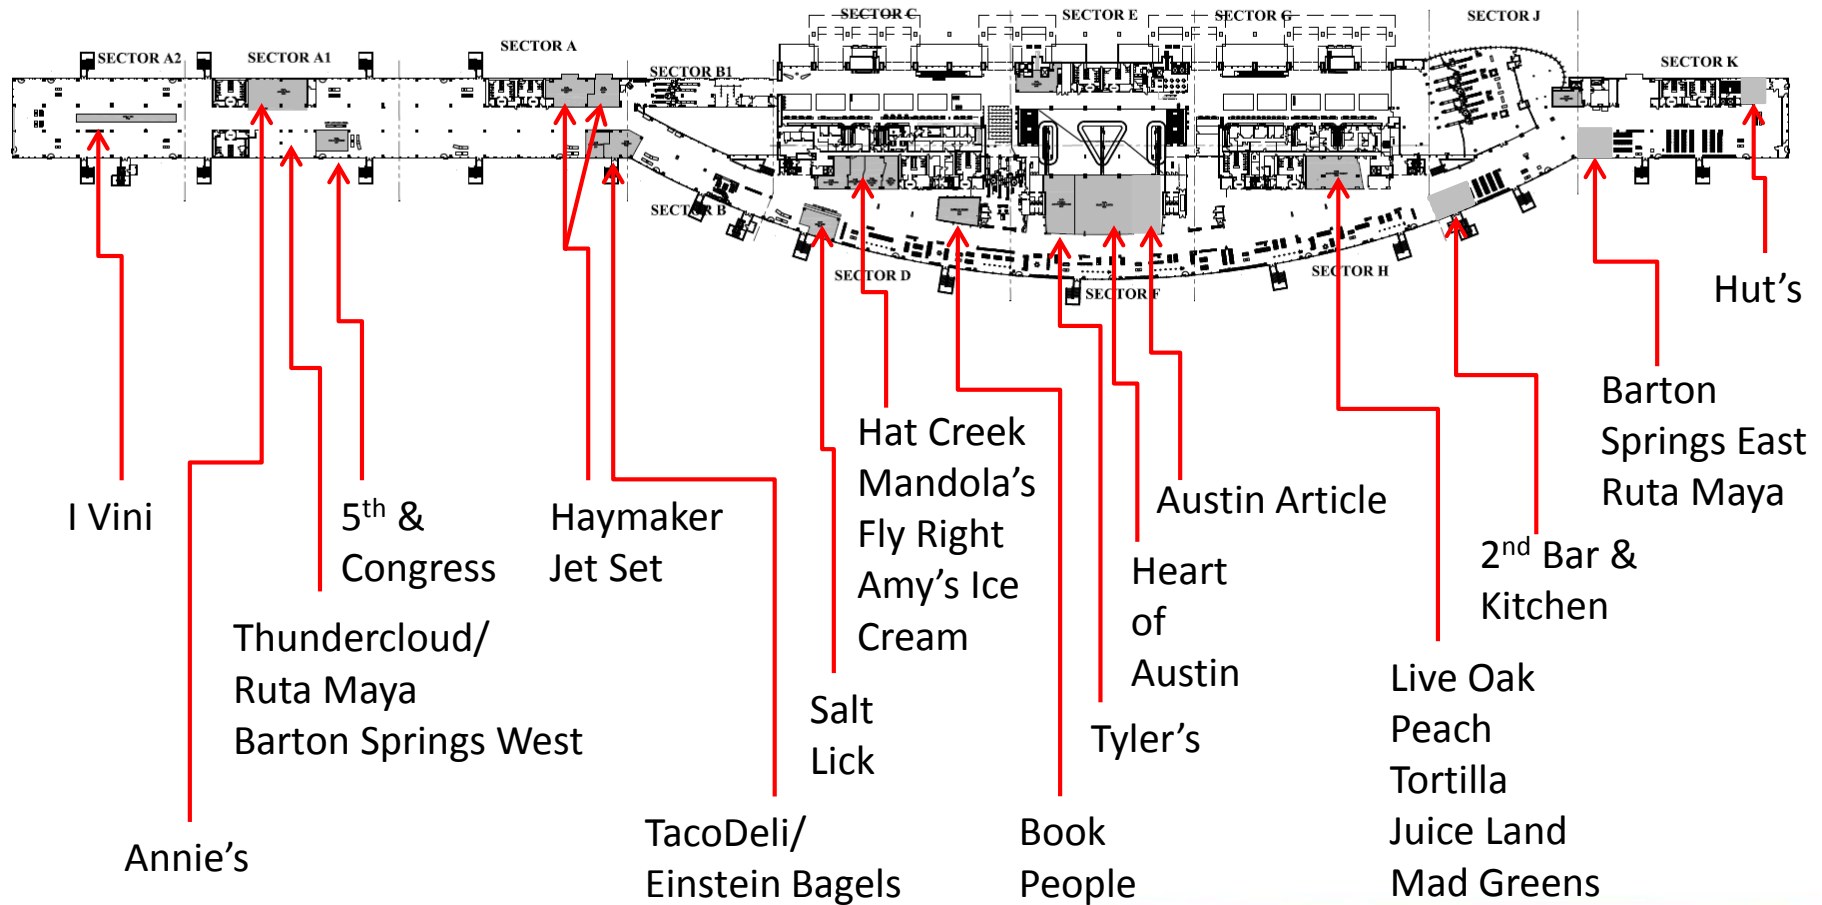 SECTOR C
SECTOR E
SECTOR G
SECTOR J
SECTOR A2
SECTOR A1
SECTOR A
SECTOR B1
SECTOR K
SECTOR B
SECTOR D
SECTOR F
SECTOR H
Hut’s
Barton
Springs East
Ruta Maya
I Vini
5th &
Congress
Haymaker
Jet Set
Hat Creek
Mandola’s
Fly Right
Amy’s Ice
Cream
Austin Article
Heart
of
Austin
2nd Bar &
Kitchen
Thundercloud/
Ruta Maya
Barton Springs West
Salt
Lick
Tyler’s
Live Oak
Peach
Tortilla
Juice Land
Mad Greens
Annie’s
TacoDeli/
Einstein Bagels
Book
People